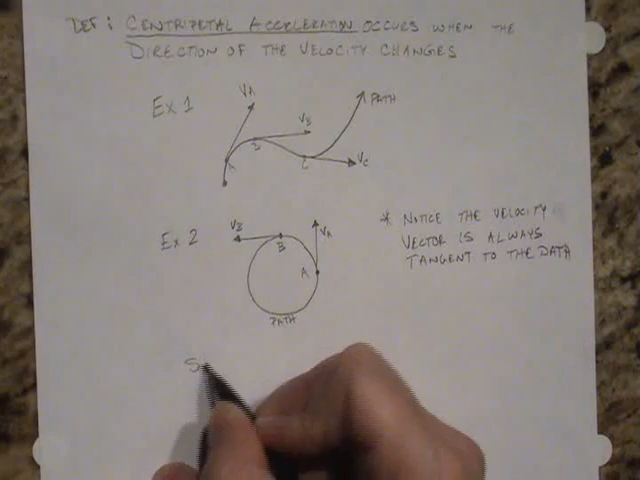 DEF: CENTRIPETAL ACCELERATION OCCURS WHEN THE
DIRECTION OF THE VELOCITY CHANGES
Ex 1
VA
VB
PATH
A
B
C
VC
Ex 2
VB
VA
B
A
PATH
* NOTICE THE VELOCITY
VECTOR IS ALWAYS
TANGENT TO THE DATA
S